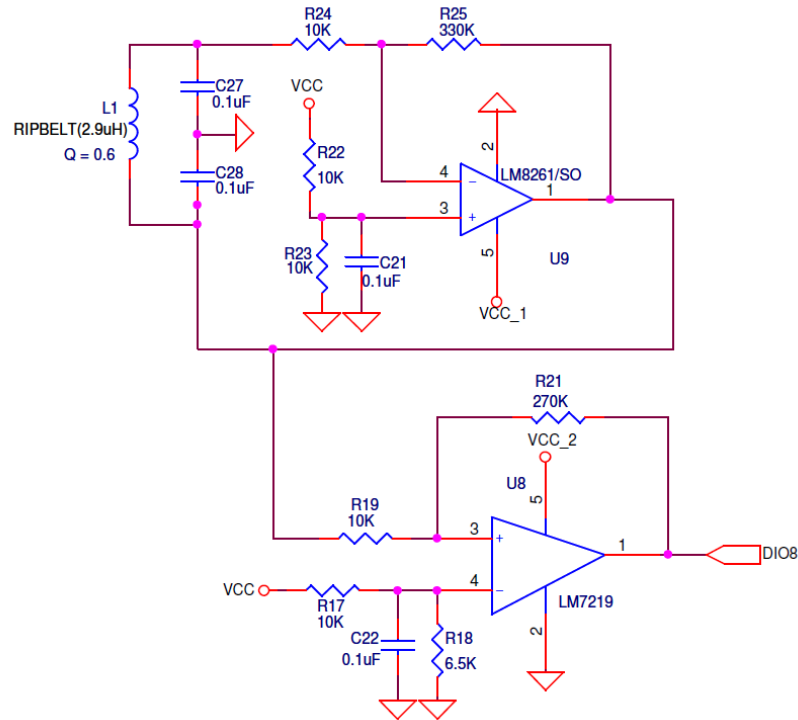 R24
10K
R25
330K
L1
RIPBELT(2.9uH)
Q = 0.6
C27
0.1uF
C28
0.1uF
VCC
R22
10K
R23
10K
C21
0.1uF
2
LM8261/SO
4
1
3
5
U9
VCC_1
R21
270K
VCC_2
U8
5
R19
10K
3
1
DIO8
VCC
R17
10K
4
LM7219
C22
0.1uF
R18
6.5K
2